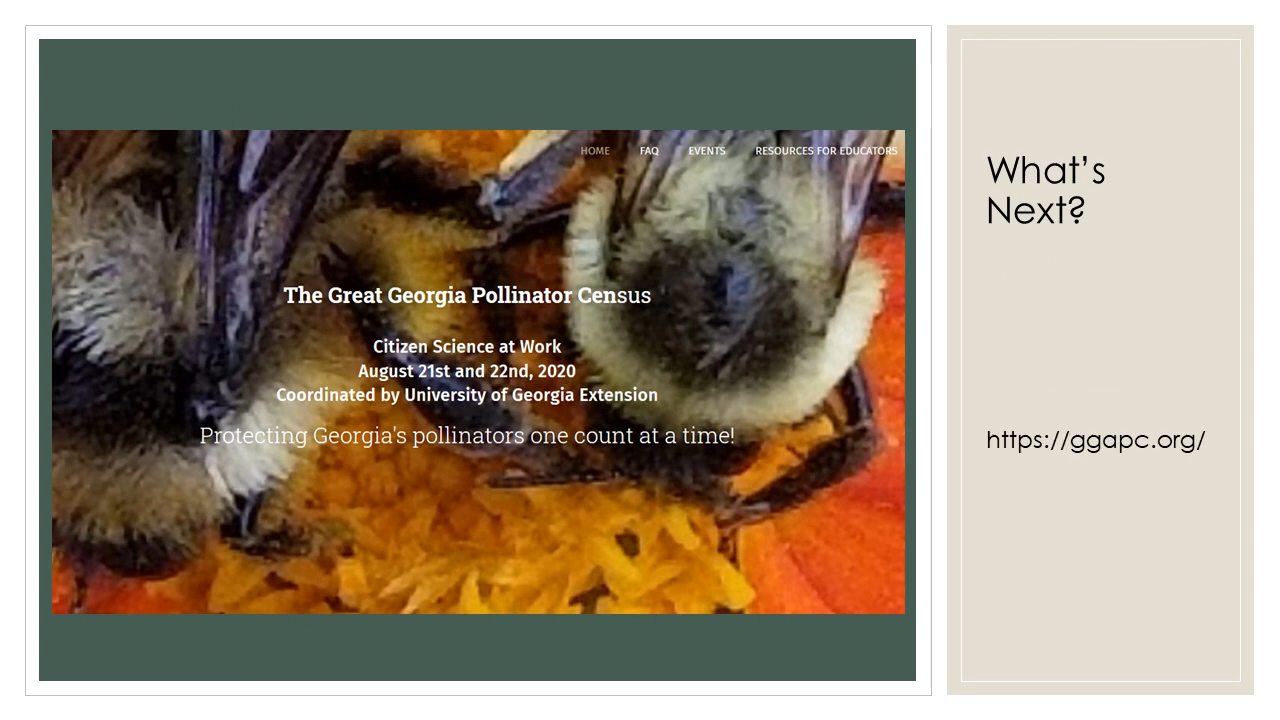 HOME FAQ EVENTS RESOURCES FOR EDUCATORS
The Great Georgia Pollinator Census
Citizen Science at Work
August 21st and 22nd, 2020
Coordinated by University of Georgia Extension
Protecting Georgia's pollinators one count at a time!
What’s
Next?
https://ggapc.org/